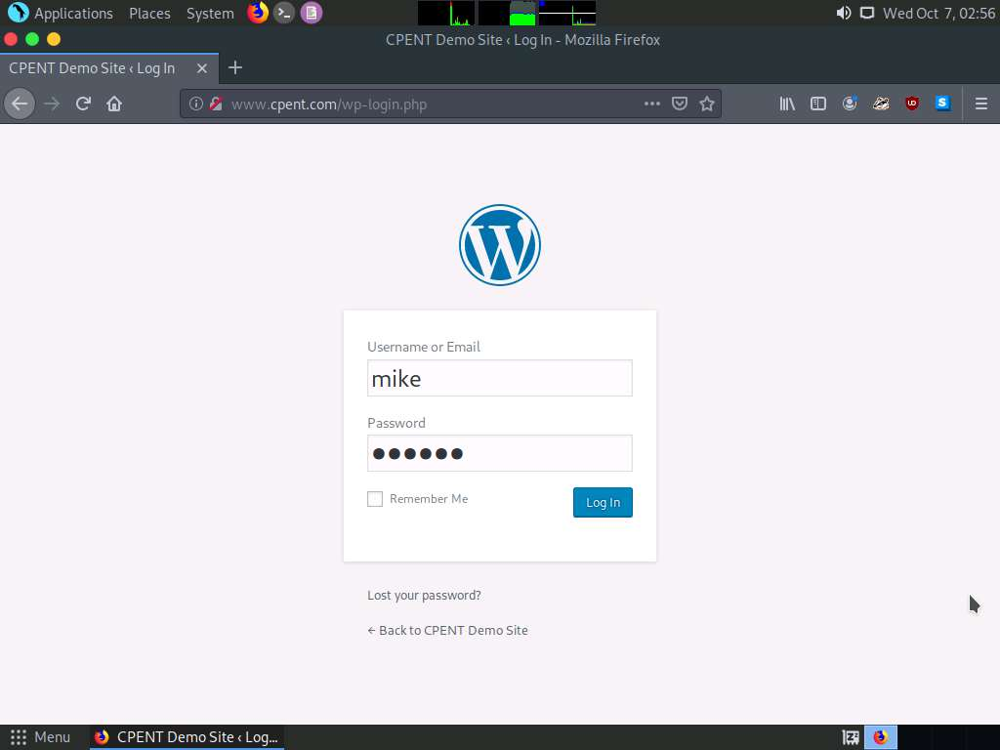 Applications Places System Wed Oct 7, 02:56
CPENT Demo Site ‹ Log In - Mozilla Firefox
CPENT Demo Site ‹ Log In
www.cpent.com/wp-login.php
Username or Email
mike
Password
Remember Me Log In
Lost your password?
← Back to CPENT Demo Site
Menu CPENT Demo Site ‹ Log...